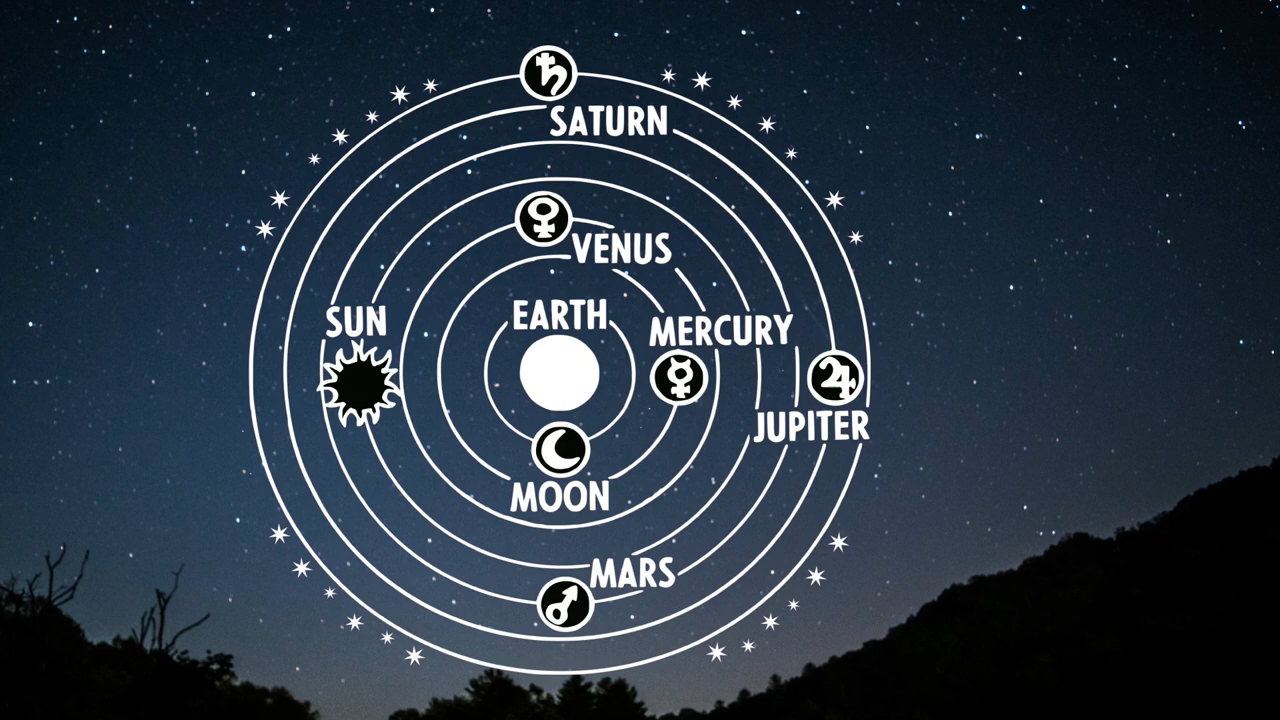 SATURN
VENUS
EARTH
SUN
MERCURY
JUPITER
MOON
MARS